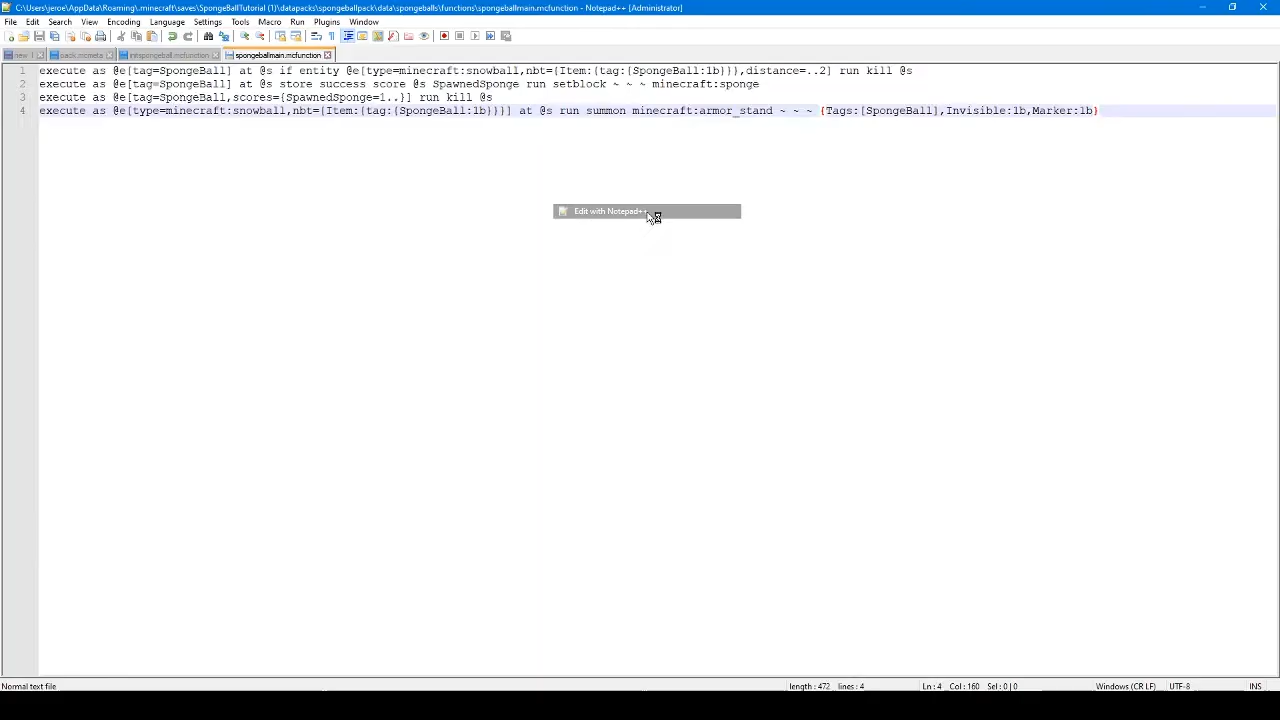 C:\Users\jeroe\AppData\Roaming\.minecraft\saves\SpongeBallTutorial (1)\datapacks\spongeballpack\data\spongeballs\functions\spongeballmain.mcfunction - Notepad++ [Administrator]
File Edit Search View Encoding Language Settings Tools Macro Run Plugins Window
new 1 pack.mcmeta initspongeball.mcfunction spongeballmain.mcfunction
1 execute as @e[tag=SpongeBall] at @s if entity @e[type=minecraft:snowball,nbt={Item:{tag:{SpongeBall:1b}}},distance=..2] run kill @s
2 execute as @e[tag=SpongeBall] at @s store success score @s SpawnedSponge run setblock ~ ~ ~ minecraft:sponge
3 execute as @e[tag=SpongeBall,scores={SpawnedSponge=1..}] run kill @s
4 execute as @e[type=minecraft:snowball,nbt={Item:{tag:{SpongeBall:1b}}}] at @s run summon minecraft:armor_stand ~ ~ ~ {Tags:[SpongeBall],Invisible:1b,Marker:1b}
Edit with Notepad++
Normal text file length : 472 lines : 4 Ln : 4 Col : 160 Sel : 0 | 0 Windows (CR LF) UTF-8 INS